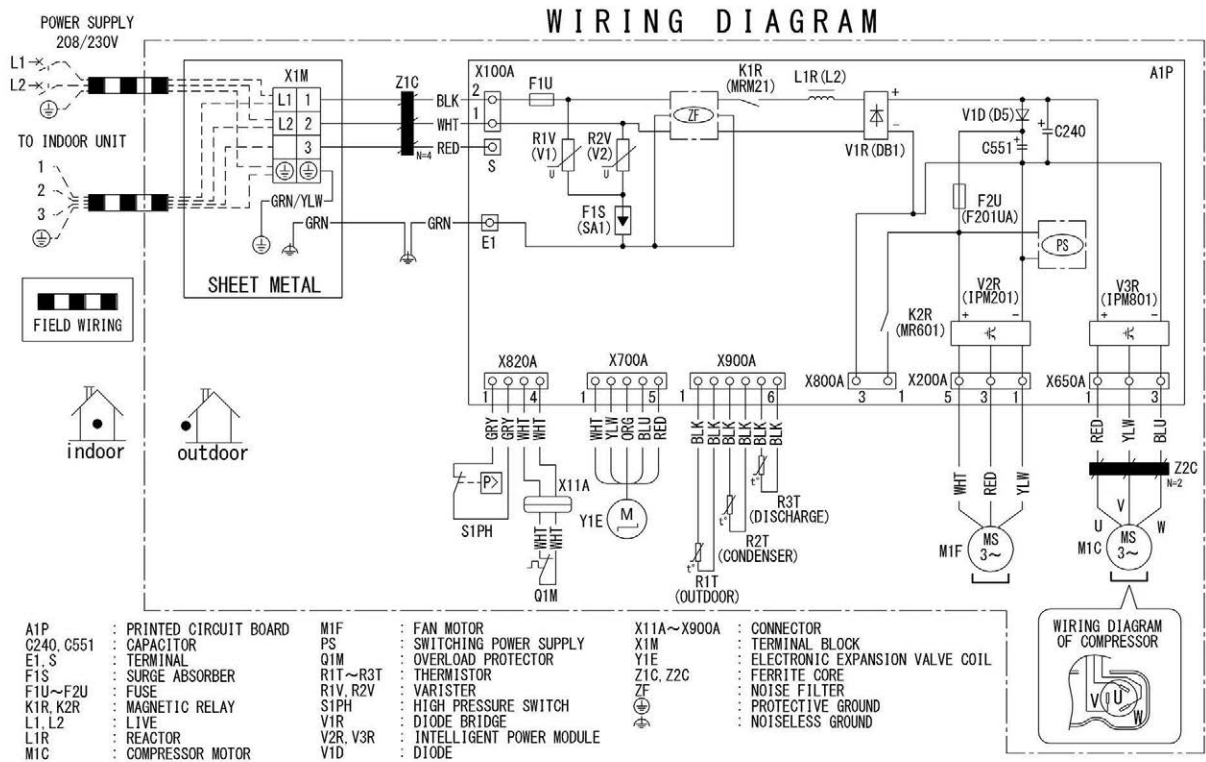 WIRING DIAGRAM
POWER SUPPLY
208/230V
L1
L2
TO INDOOR UNIT
1
2
3
FIELD WIRING
indoor
outdoor
X1M
L1 1
L2 2
3
GRN/YLW
GRN
SHEET METAL
Z1C
N=4
BLK
WHT
RED
GRN
X100A
2
1
S
E1
F1U
R1V
(V1)
U
R2V
(V2)
U
F1S
(SA1)
ZF
K1R
(MRM21)
L1R(L2)
+
-
V1R(DB1)
A1P
V1D(D5)
C551
+
+
C240
F2U
(F201UA)
PS
V2R
(IPM201)
+ -
V3R
(IPM801)
+ -
K2R
(MR601)
X820A
1 4
X700A
1 5
X900A
1 6
X800A
3 1
X200A
5 3 1
X650A
1 3
GRY
GRY
WHT
WHT
WHT
YLW
ORG
BLU
RED
BLK
BLK
BLK
BLK
BLK
BLK
WHT
RED
YLW
RED
YLW
BLU
P>
S1PH
X11A
WHT
WHT
Q1M
Y1E
M
t°
R3T
(DISCHARGE)
t°
R2T
(CONDENSER)
t°
R1T
(OUTDOOR)
M1F
MS
3~
Z2C
N=2
U
V
W
M1C
MS
3~
WIRING DIAGRAM
OF COMPRESSOR
V U W
A1P : PRINTED CIRCUIT BOARD
C240, C551 : CAPACITOR
E1, S : TERMINAL
F1S : SURGE ABSORBER
F1U~F2U : FUSE
K1R, K2R : MAGNETIC RELAY
L1, L2 : LIVE
L1R : REACTOR
M1C : COMPRESSOR MOTOR
M1F : FAN MOTOR
PS : SWITCHING POWER SUPPLY
Q1M : OVERLOAD PROTECTOR
R1T~R3T : THERMISTOR
R1V, R2V : VARISTER
S1PH : HIGH PRESSURE SWITCH
V1R : DIODE BRIDGE
V2R, V3R : INTELLIGENT POWER MODULE
V1D : DIODE
X11A~X900A : CONNECTOR
X1M : TERMINAL BLOCK
Y1E : ELECTRONIC EXPANSION VALVE COIL
Z1C, Z2C : FERRITE CORE
ZF : NOISE FILTER
: PROTECTIVE GROUND
: NOISELESS GROUND